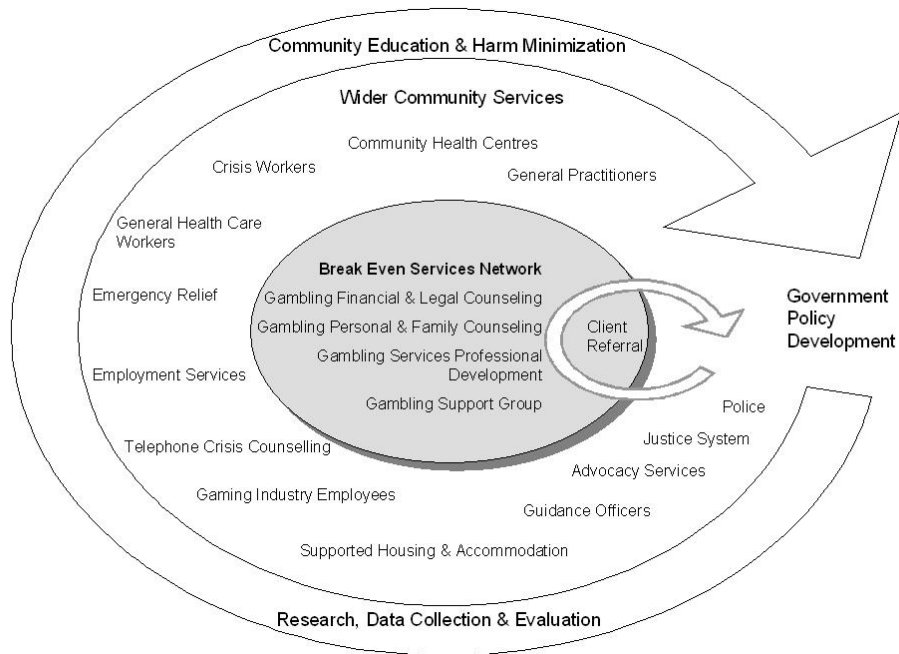 Community Education & Harm Minimization
Wider Community Services
Community Health Centres
Crisis Workers
General Practitioners
General Health Care
Workers
Break Even Services Network
Emergency Relief
Gambling Financial & Legal Counseling
Government
Policy
Development
Gambling Personal & Family Counseling
Client
Referral
Gambling Services Professional
Development
Employment Services
Gambling Support Group
Police
Telephone Crisis Counselling
Justice System
Advocacy Services
Gaming Industry Employees
Guidance Officers
Supported Housing & Accommodation
Research, Data Collection & Evaluation